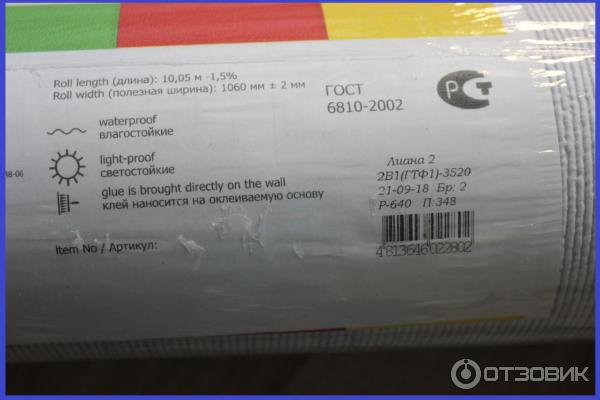 Roll length (длина): 10,05 м -1,5%
Roll width (полезная ширина): 1060 мм ± 2 мм
ГОСТ
6810-2002
РСТ
waterproof
влагостойкие
light-proof
светостойкие
glue is brought directly on the wall
клей наносится на оклеиваемую основу
Item No / Артикул:
48-06
Лиана 2
2В1(ГТФ1)-3520
21-09-18 Бр: 2
Р-640 П:348
4813646022802
ОТЗОВИК